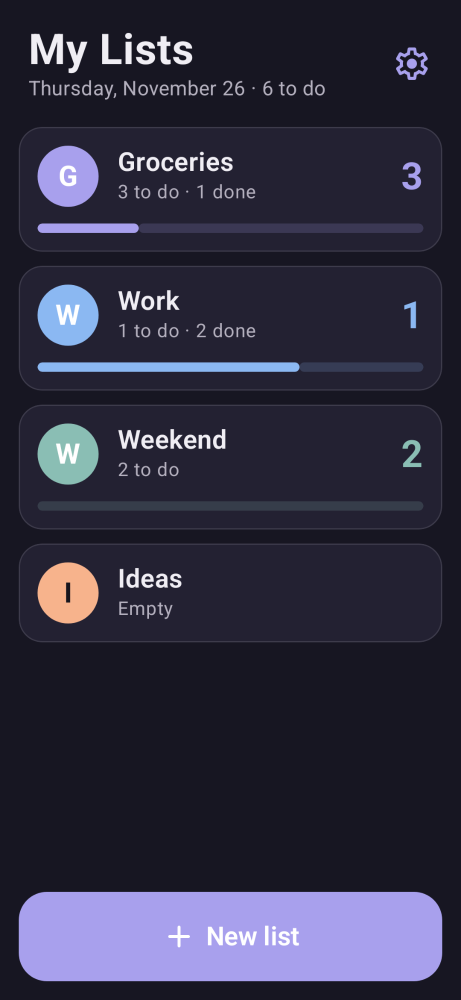 My Lists
Thursday, November 26 · 6 to do
G
Groceries
3 to do · 1 done
3
W
Work
1 to do · 2 done
1
W
Weekend
2 to do
2
I
Ideas
Empty
+ New list